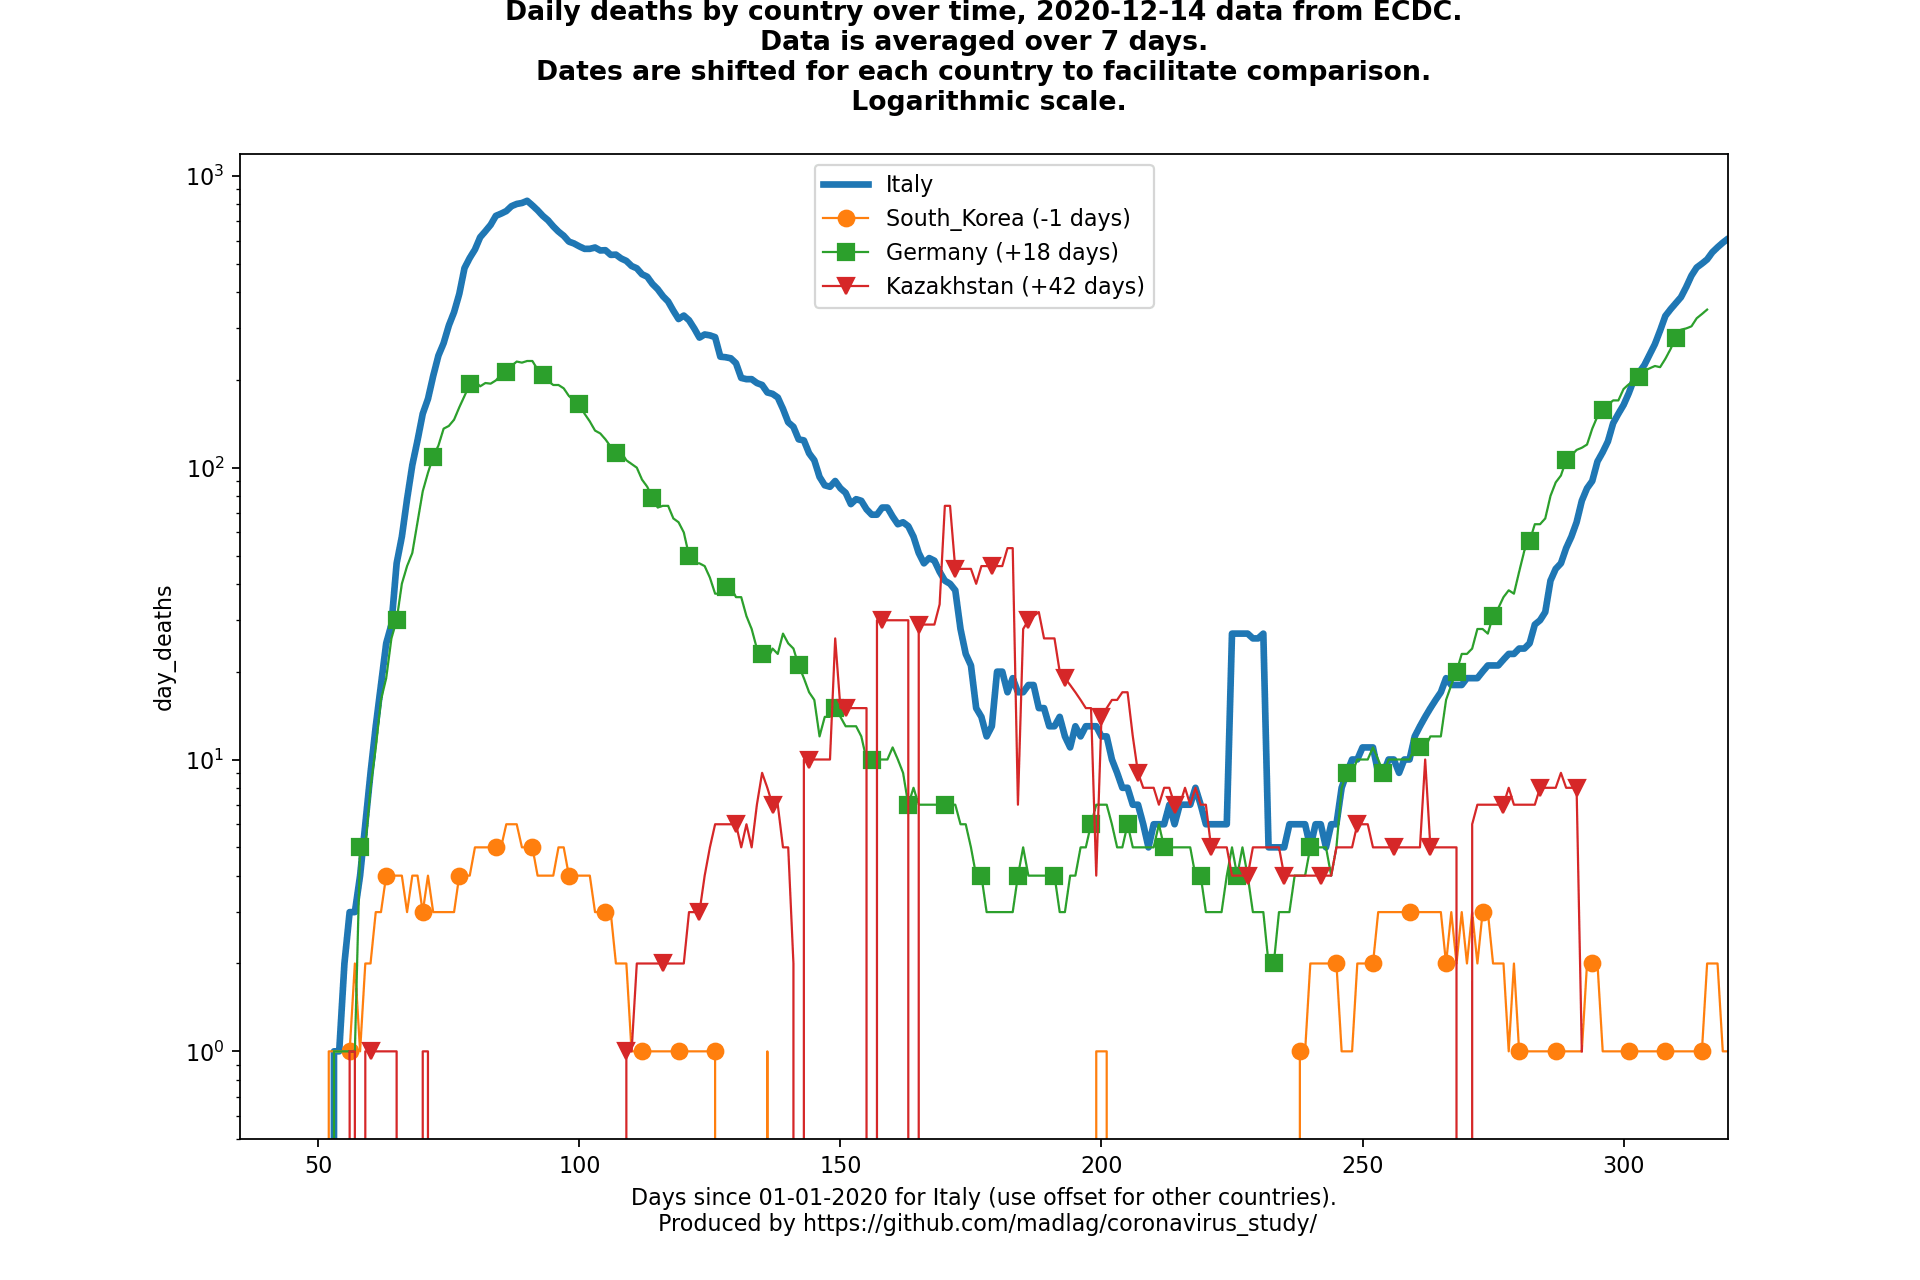 Daily deaths by country over time, 2020-12-14 data from ECDC.
Data is averaged over 7 days.
Dates are shifted for each country to facilitate comparison.
Logarithmic scale.
10³
Italy
South_Korea (-1 days)
Germany (+18 days)
Kazakhstan (+42 days)
10²
day_deaths
10¹
10⁰
50 100 150 200 250 300
Days since 01-01-2020 for Italy (use offset for other countries).
Produced by https://github.com/madlag/coronavirus_study/